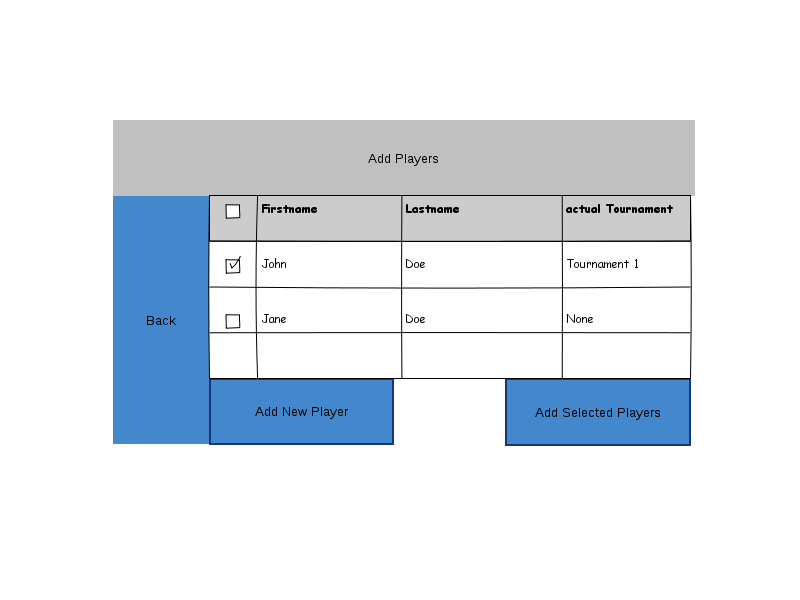 Add Players
Firstname Lastname actual Tournament
John Doe Tournament 1
Back
Jane Doe None
Add New Player Add Selected Players